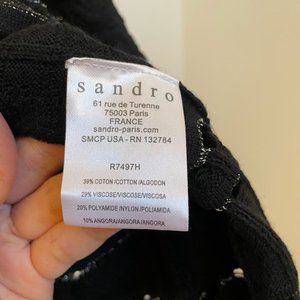 sandro
61 rue de Turenne
75003 Paris
FRANCE
sandro-paris.com
SMCP USA - RN 132784
R7497H
39% COTON/COTTON/ALGODON
29% VISCOSE/VISCOSE/VISCOSA
20% POLYAMIDE/NYLON/POLIAMIDA
10% ANGORA/ANGORA/ANGORA